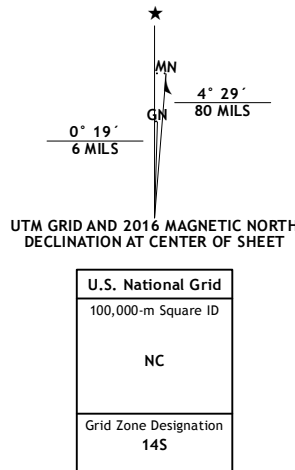 ★
MN
GN
4° 29´
80 MILS
0° 19´
6 MILS
UTM GRID AND 2016 MAGNETIC NORTH
DECLINATION AT CENTER OF SHEET
U.S. National Grid
100,000-m Square ID
NC
Grid Zone Designation
14S